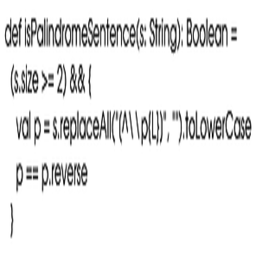 def isPalindromeSentence(s: String): Boolean =
(s.size >= 2) && {
val p = s.replaceAll("(^\\p{L})", "").toLowerCase
p == p.reverse
}